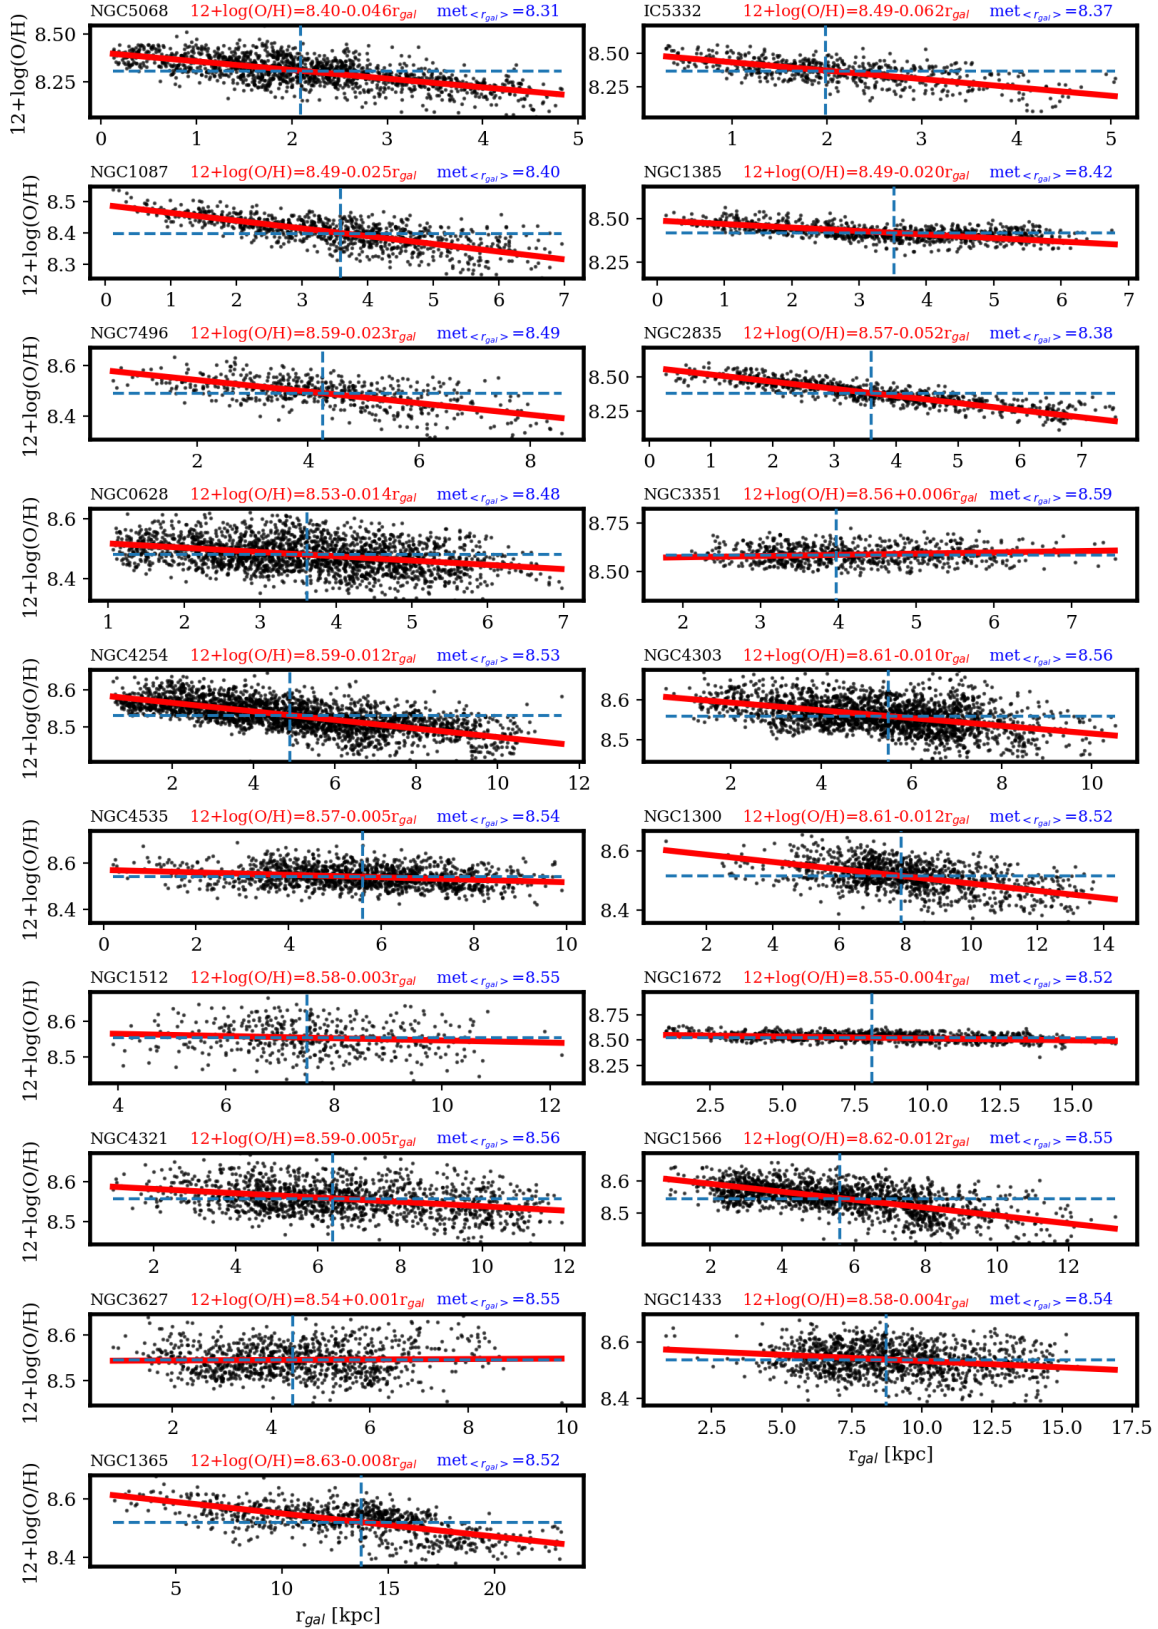 NGC5068 12+log(O/H)=8.40-0.046r_gal met_<r_gal>=8.31
12+log(O/H)
8.50
8.25
0 1 2 3 4 5
IC5332 12+log(O/H)=8.49-0.062r_gal met_<r_gal>=8.37
8.50
8.25
1 2 3 4 5
NGC1087 12+log(O/H)=8.49-0.025r_gal met_<r_gal>=8.40
12+log(O/H)
8.5
8.4
8.3
0 1 2 3 4 5 6 7
NGC1385 12+log(O/H)=8.49-0.020r_gal met_<r_gal>=8.42
8.50
8.25
0 1 2 3 4 5 6 7
NGC7496 12+log(O/H)=8.59-0.023r_gal met_<r_gal>=8.49
12+log(O/H)
8.6
8.4
2 4 6 8
NGC2835 12+log(O/H)=8.57-0.052r_gal met_<r_gal>=8.38
8.50
8.25
0 1 2 3 4 5 6 7
NGC0628 12+log(O/H)=8.53-0.014r_gal met_<r_gal>=8.48
12+log(O/H)
8.6
8.4
1 2 3 4 5 6 7
NGC3351 12+log(O/H)=8.56+0.006r_gal met_<r_gal>=8.59
8.75
8.50
2 3 4 5 6 7
NGC4254 12+log(O/H)=8.59-0.012r_gal met_<r_gal>=8.53
12+log(O/H)
8.6
8.5
2 4 6 8 10 12
NGC4303 12+log(O/H)=8.61-0.010r_gal met_<r_gal>=8.56
8.6
8.5
2 4 6 8 10
NGC4535 12+log(O/H)=8.57-0.005r_gal met_<r_gal>=8.54
12+log(O/H)
8.6
8.4
0 2 4 6 8 10
NGC1300 12+log(O/H)=8.61-0.012r_gal met_<r_gal>=8.52
8.6
8.4
2 4 6 8 10 12 14
NGC1512 12+log(O/H)=8.58-0.003r_gal met_<r_gal>=8.55
12+log(O/H)
8.6
8.5
4 6 8 10 12
NGC1672 12+log(O/H)=8.55-0.004r_gal met_<r_gal>=8.52
8.75
8.50
8.25
2.5 5.0 7.5 10.0 12.5 15.0
NGC4321 12+log(O/H)=8.59-0.005r_gal met_<r_gal>=8.56
12+log(O/H)
8.6
8.5
2 4 6 8 10 12
NGC1566 12+log(O/H)=8.62-0.012r_gal met_<r_gal>=8.55
8.6
8.5
2 4 6 8 10 12
NGC3627 12+log(O/H)=8.54+0.001r_gal met_<r_gal>=8.55
12+log(O/H)
8.6
8.5
2 4 6 8 10
NGC1433 12+log(O/H)=8.58-0.004r_gal met_<r_gal>=8.54
8.6
8.4
2.5 5.0 7.5 10.0 12.5 15.0 17.5
r_gal [kpc]
NGC1365 12+log(O/H)=8.63-0.008r_gal met_<r_gal>=8.52
12+log(O/H)
8.6
8.4
5 10 15 20
r_gal [kpc]